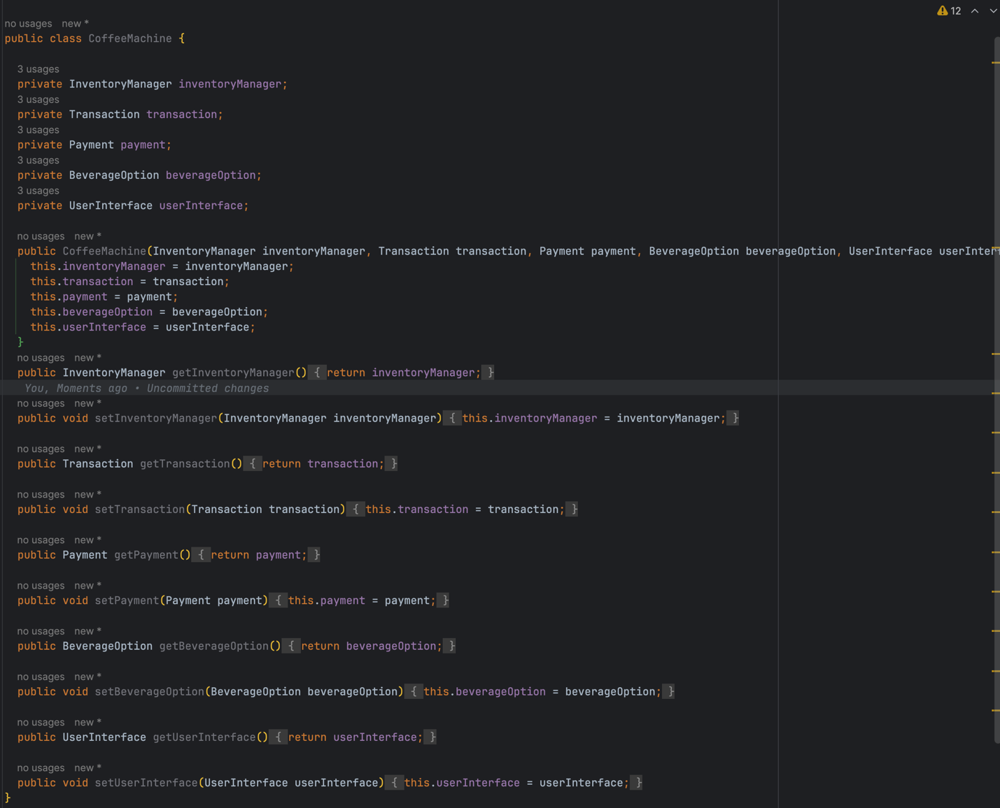 12
no usages new *
public class CoffeeMachine {
3 usages
private InventoryManager inventoryManager;
3 usages
private Transaction transaction;
3 usages
private Payment payment;
3 usages
private BeverageOption beverageOption;
3 usages
private UserInterface userInterface;
no usages new *
public CoffeeMachine(InventoryManager inventoryManager, Transaction transaction, Payment payment, BeverageOption beverageOption, UserInterface userInterf
this.inventoryManager = inventoryManager;
this.transaction = transaction;
this.payment = payment;
this.beverageOption = beverageOption;
this.userInterface = userInterface;
}
no usages new *
public InventoryManager getInventoryManager() { return inventoryManager; }
You, Moments ago • Uncommitted changes
no usages new *
public void setInventoryManager(InventoryManager inventoryManager) { this.inventoryManager = inventoryManager; }
no usages new *
public Transaction getTransaction() { return transaction; }
no usages new *
public void setTransaction(Transaction transaction) { this.transaction = transaction; }
no usages new *
public Payment getPayment() { return payment; }
no usages new *
public void setPayment(Payment payment) { this.payment = payment; }
no usages new *
public BeverageOption getBeverageOption() { return beverageOption; }
no usages new *
public void setBeverageOption(BeverageOption beverageOption) { this.beverageOption = beverageOption; }
no usages new *
public UserInterface getUserInterface() { return userInterface; }
no usages new *
public void setUserInterface(UserInterface userInterface) { this.userInterface = userInterface; }
}